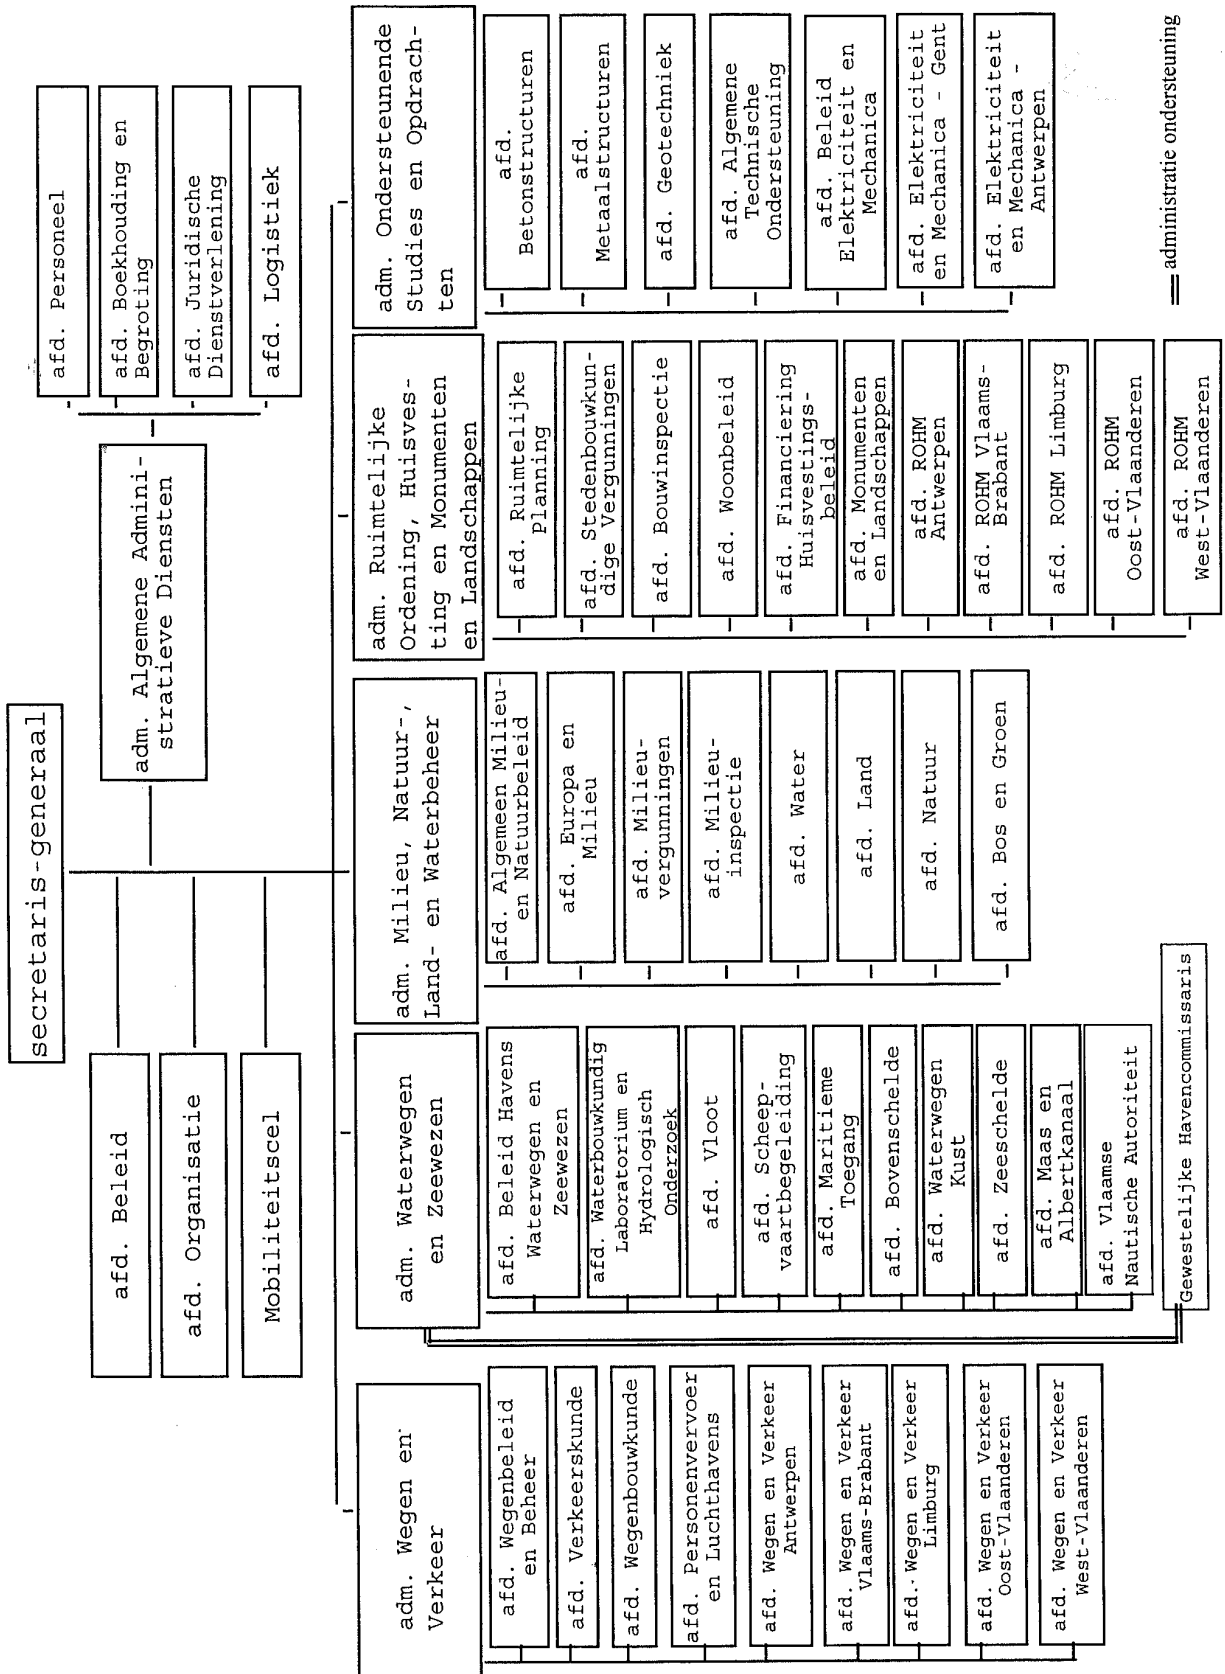 secretaris-generaal
afd. Beleid
afd. Organisatie
Mobiliteitscel
adm. Algemene Admini-
stratieve Diensten
afd. Personeel
afd. Boekhouding en
Begroting
afd. Juridische
Dienstverlening
afd. Logistiek
adm. Wegen en
Verkeer
afd. Wegenbeleid
en Beheer
afd. Verkeerskunde
afd. Wegenbouwkunde
afd. Personenvervoer
en Luchthavens
afd. Wegen en Verkeer
Antwerpen
afd. Wegen en Verkeer
Vlaams-Brabant
afd. Wegen en Verkeer
Limburg
afd. Wegen en Verkeer
Oost-Vlaanderen
afd. Wegen en Verkeer
West-Vlaanderen
adm. Waterwegen
en Zeewezen
afd. Beleid Havens
Waterwegen en
Zeewezen
afd. Waterbouwkundig
Laboratorium en
Hydrologisch
Onderzoek
afd. Vloot
afd. Scheep-
vaartbegeleiding
afd. Maritieme
Toegang
afd. Bovenschelde
afd. Waterwegen
Kust
afd. Zeeschelde
afd. Maas en
Albertkanaal
afd. Vlaamse
Nautische Autoriteit
Gewestelijke Havencommissaris
adm. Milieu, Natuur-,
Land- en Waterbeheer
afd. Algemeen Milieu-
en Natuurbeleid
afd. Europa en
Milieu
afd. Milieu-
vergunningen
afd. Milieu-
inspectie
afd. Water
afd. Land
afd. Natuur
afd. Bos en Groen
adm. Ruimtelijke
Ordening, Huisves-
ting en Monumenten
en Landschappen
afd. Ruimtelijke
Planning
afd. Stedenbouwkun-
dige Vergunningen
afd. Bouwinspectie
afd. Woonbeleid
afd. Financiering
Huisvestings-
beleid
afd. Monumenten
en Landschappen
afd. ROHM
Antwerpen
afd. ROHM Vlaams-
Brabant
afd. ROHM Limburg
afd. ROHM
Oost-Vlaanderen
afd. ROHM
West-Vlaanderen
adm. Ondersteunende
Studies en Opdrach-
ten
afd.
Betonstructuren
afd.
Metaalstructuren
afd. Geotechniek
afd. Algemene
Technische
Ondersteuning
afd. Beleid
Elektriciteit en
Mechanica
afd. Elektriciteit
en Mechanica - Gent
afd. Elektriciteit
en Mechanica -
Antwerpen
== administratie ondersteuning